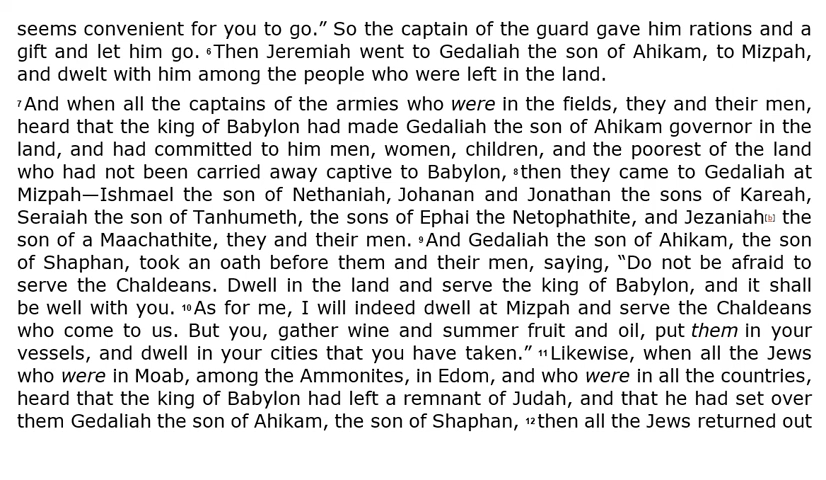 seems convenient for you to go.” So the captain of the guard gave him rations and a
gift and let him go. 6 Then Jeremiah went to Gedaliah the son of Ahikam, to Mizpah,
and dwelt with him among the people who were left in the land.
7 And when all the captains of the armies who were in the fields, they and their men,
heard that the king of Babylon had made Gedaliah the son of Ahikam governor in the
land, and had committed to him men, women, children, and the poorest of the land
who had not been carried away captive to Babylon, 8 then they came to Gedaliah at
Mizpah—Ishmael the son of Nethaniah, Johanan and Jonathan the sons of Kareah,
Seraiah the son of Tanhumeth, the sons of Ephai the Netophathite, and Jezaniah[b] the
son of a Maachathite, they and their men. 9 And Gedaliah the son of Ahikam, the son
of Shaphan, took an oath before them and their men, saying, “Do not be afraid to
serve the Chaldeans. Dwell in the land and serve the king of Babylon, and it shall
be well with you. 10 As for me, I will indeed dwell at Mizpah and serve the Chaldeans
who come to us. But you, gather wine and summer fruit and oil, put them in your
vessels, and dwell in your cities that you have taken.” 11 Likewise, when all the Jews
who were in Moab, among the Ammonites, in Edom, and who were in all the countries,
heard that the king of Babylon had left a remnant of Judah, and that he had set over
them Gedaliah the son of Ahikam, the son of Shaphan, 12 then all the Jews returned out